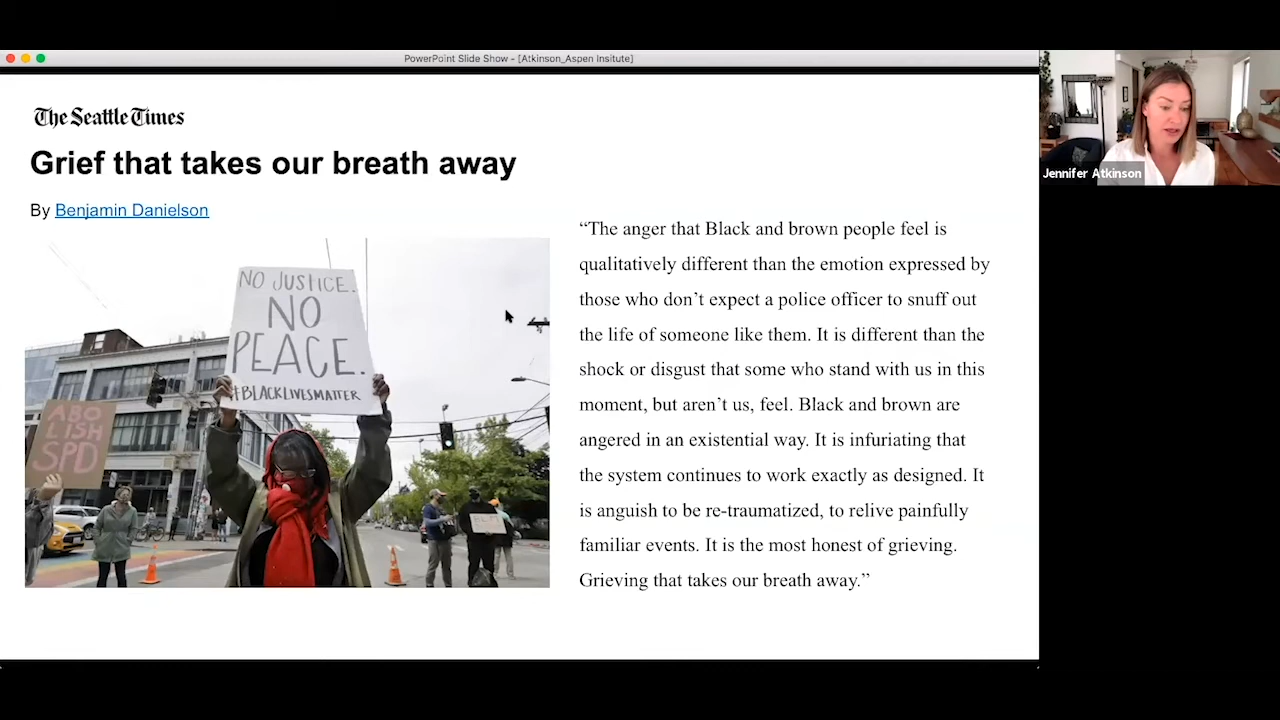 PowerPoint Slide Show - [Atkinson_Aspen Insitute]
The Seattle Times
Grief that takes our breath away
By Benjamin Danielson
NO JUSTICE.
NO
PEACE.
#BLACKLIVESMATTER
ABO
LISH
SPD
BLM
“The anger that Black and brown people feel is
qualitatively different than the emotion expressed by
those who don’t expect a police officer to snuff out
the life of someone like them. It is different than the
shock or disgust that some who stand with us in this
moment, but aren’t us, feel. Black and brown are
angered in an existential way. It is infuriating that
the system continues to work exactly as designed. It
is anguish to be re-traumatized, to relive painfully
familiar events. It is the most honest of grieving.
Grieving that takes our breath away.”
Jennifer Atkinson